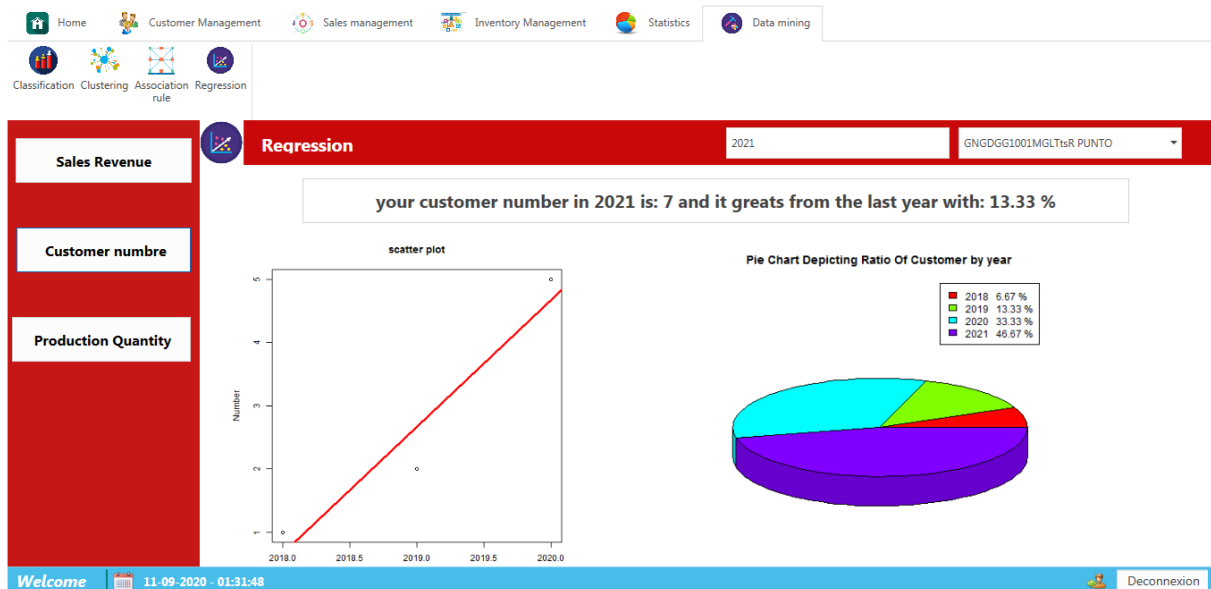 Home
Customer Management
Sales management
Inventory Management
Statistics
Data mining
Classification
Clustering
Association
rule
Regression
Sales Revenue
Customer numbre
Production Quantity
Regression
2021
GNGDGG1001MGLTtsR PUNTO
your customer number in 2021 is: 7 and it greats from the last year with: 13.33 %
scatter plot
Number
5
4
3
2
1
2018.0
2018.5
2019.0
2019.5
2020.0
Pie Chart Depicting Ratio Of Customer by year
2018 6.67 %
2019 13.33 %
2020 33.33 %
2021 46.67 %
Welcome
11-09-2020 - 01:31:48
Deconnexion